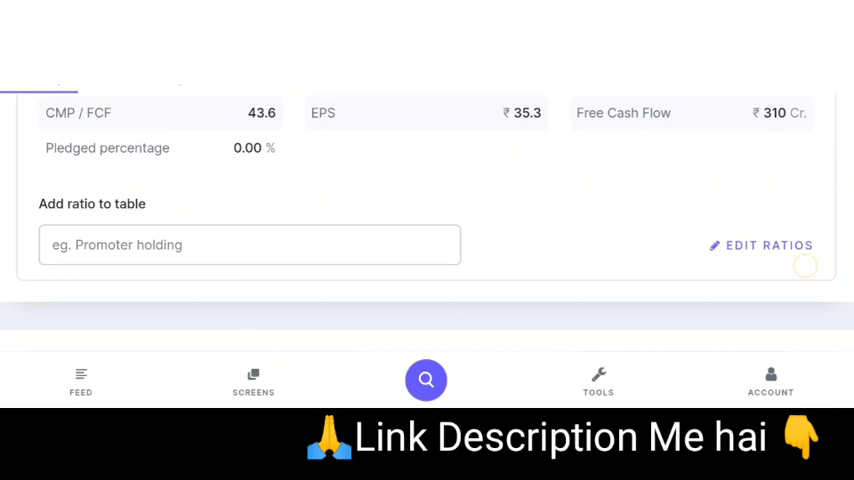 CMP / FCF 43.6 EPS ₹ 35.3 Free Cash Flow ₹ 310 Cr.
Pledged percentage 0.00 %
Add ratio to table
eg. Promoter holding
EDIT RATIOS
FEED SCREENS TOOLS ACCOUNT
🙏Link Description Me hai 👇